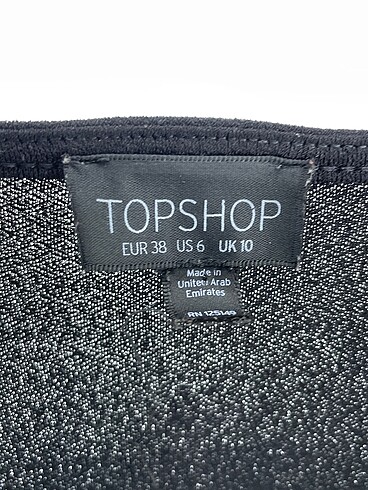 TOPSHOP
EUR 38 US 6 UK 10
Made in
United Arab
Emirates
RN 125149